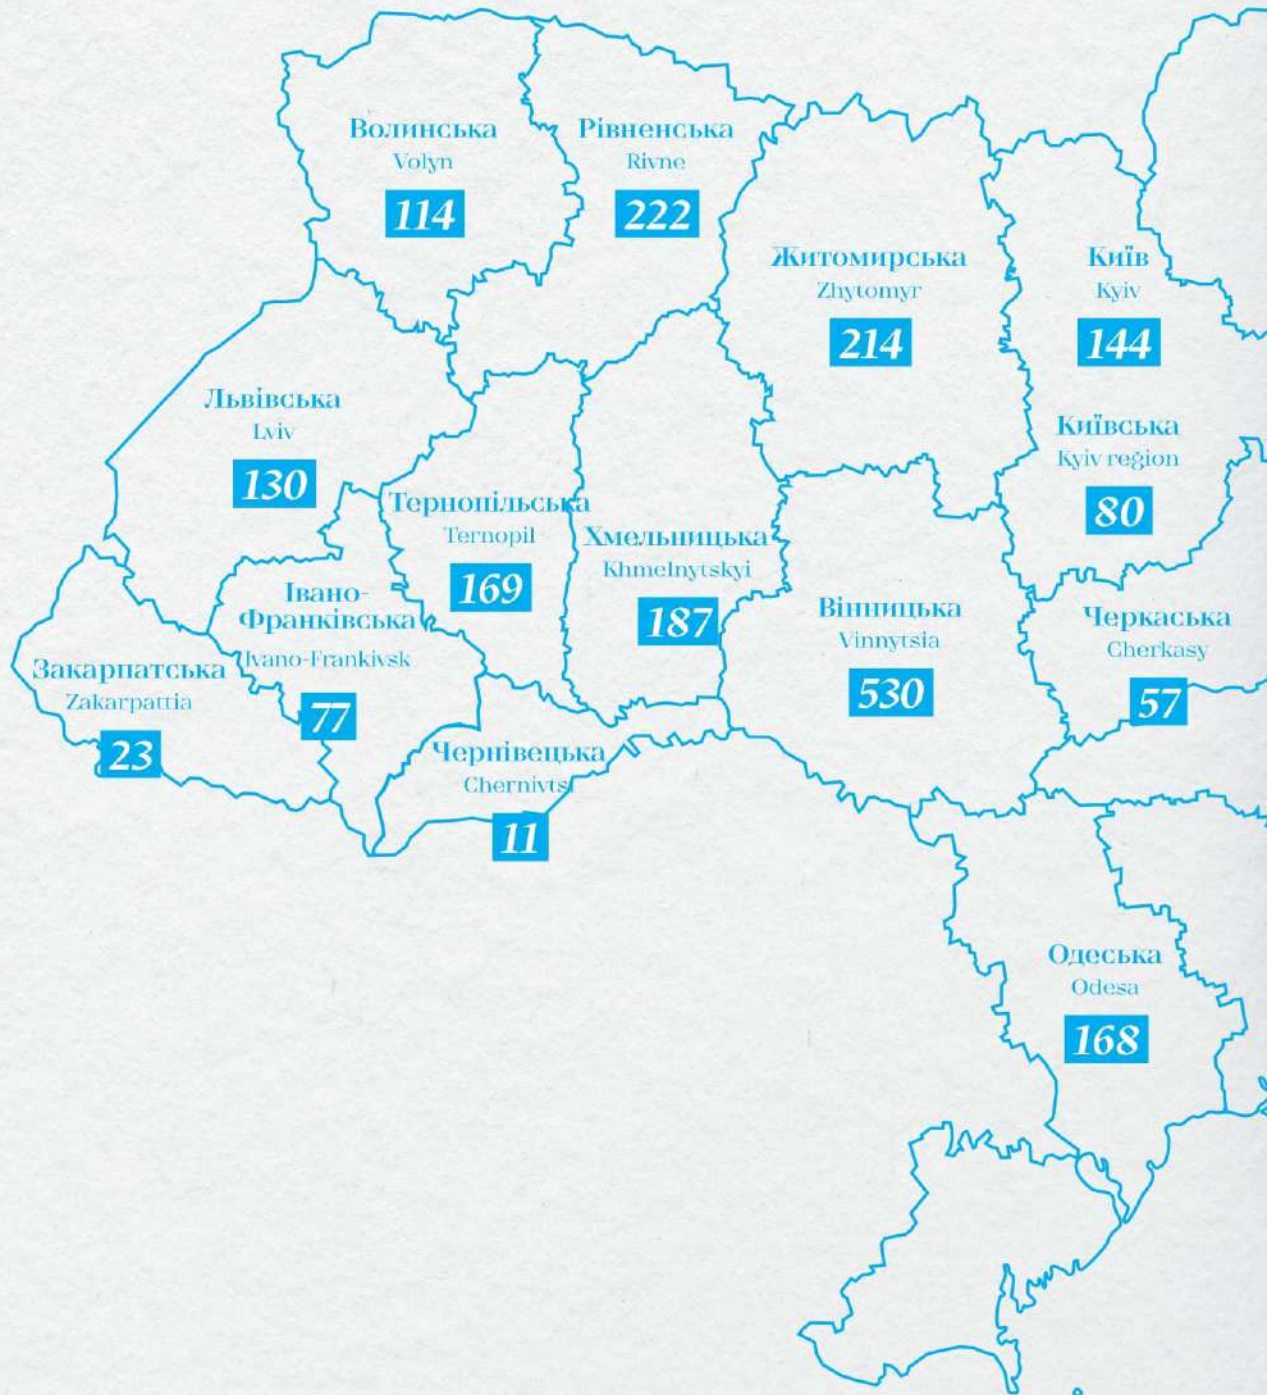 Волинська
Volyn
114
Рівненська
Rivne
222
Житомирська
Zhytomyr
214
Київ
Kyiv
144
Львівська
Lviv
130
Київська
Kyiv region
80
Тернопільська
Ternopil
169
Хмельницька
Khmelnytskyi
187
Івано-
Франківська
Ivano-Frankivsk
77
Вінницька
Vinnytsia
530
Черкаська
Cherkasy
57
Закарпатська
Zakarpattia
23
Чернівецька
Chernivtsi
11
Одеська
Odesa
168